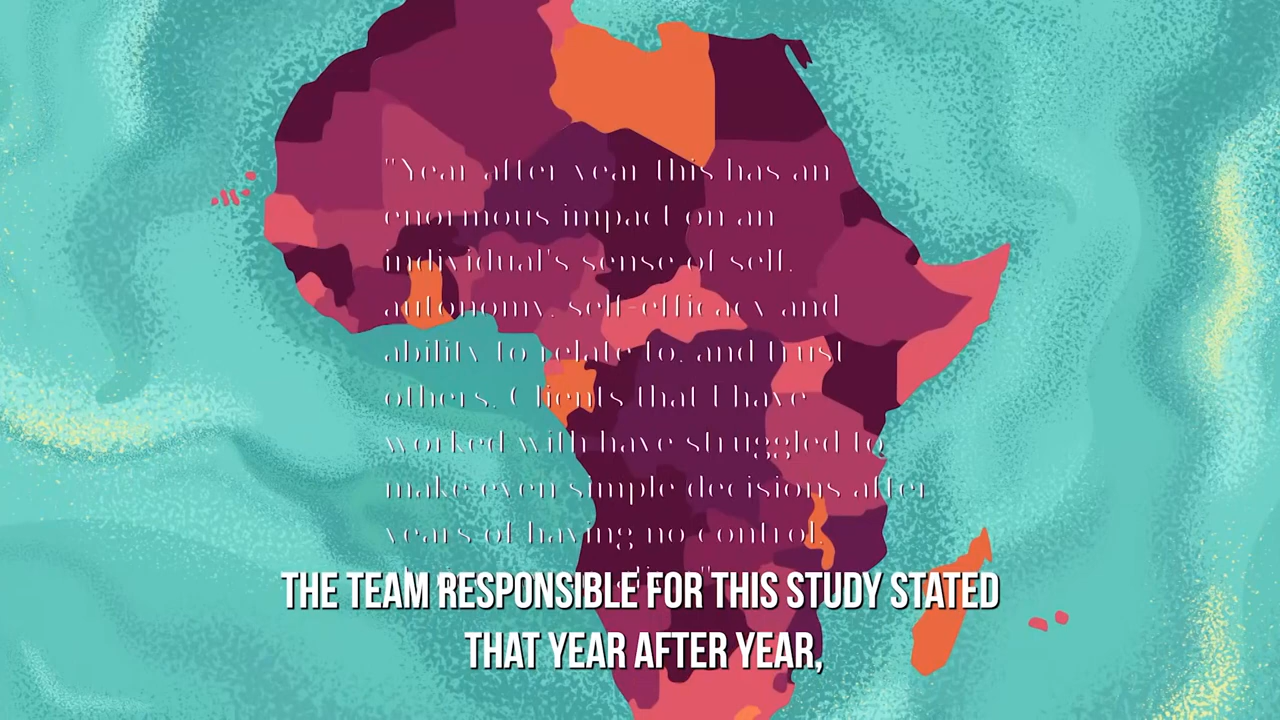 "Year after year this has an
enormous impact on an
individual's sense of self,
autonomy, self-efficacy and
ability to relate to, and trust
others. Clients that I have
worked with have struggled to
make even simple decisions after
years of having no control,
THE TEAM RESPONSIBLE FOR THIS STUDY STATED
THAT YEAR AFTER YEAR,